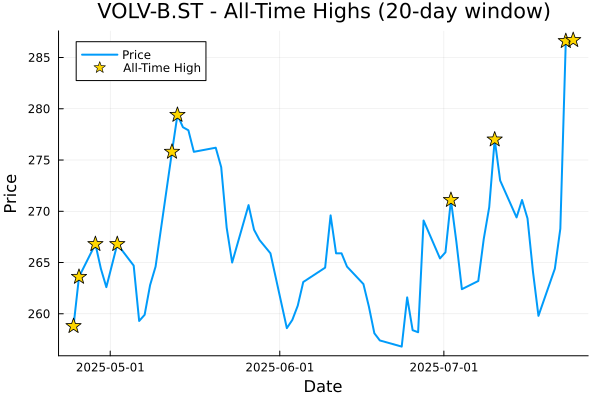 VOLV-B.ST - All-Time Highs (20-day window)
Price
All-Time High
285
280
275
270
265
260
Price
2025-05-01
2025-06-01
2025-07-01
Date